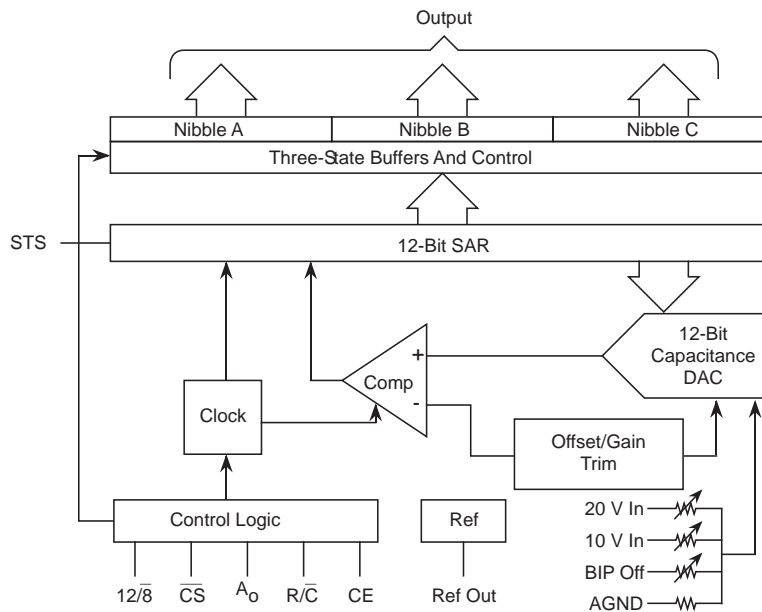 Output
Nibble A Nibble B Nibble C
Three-State Buffers And Control
STS
12-Bit SAR
12-Bit
Capacitance
DAC
+
Comp
-
Clock
Offset/Gain
Trim
Control Logic
Ref
20 V In
10 V In
BIP Off
AGND
12/8̅ C̅S̅ Ao R/C̅ CE
Ref Out